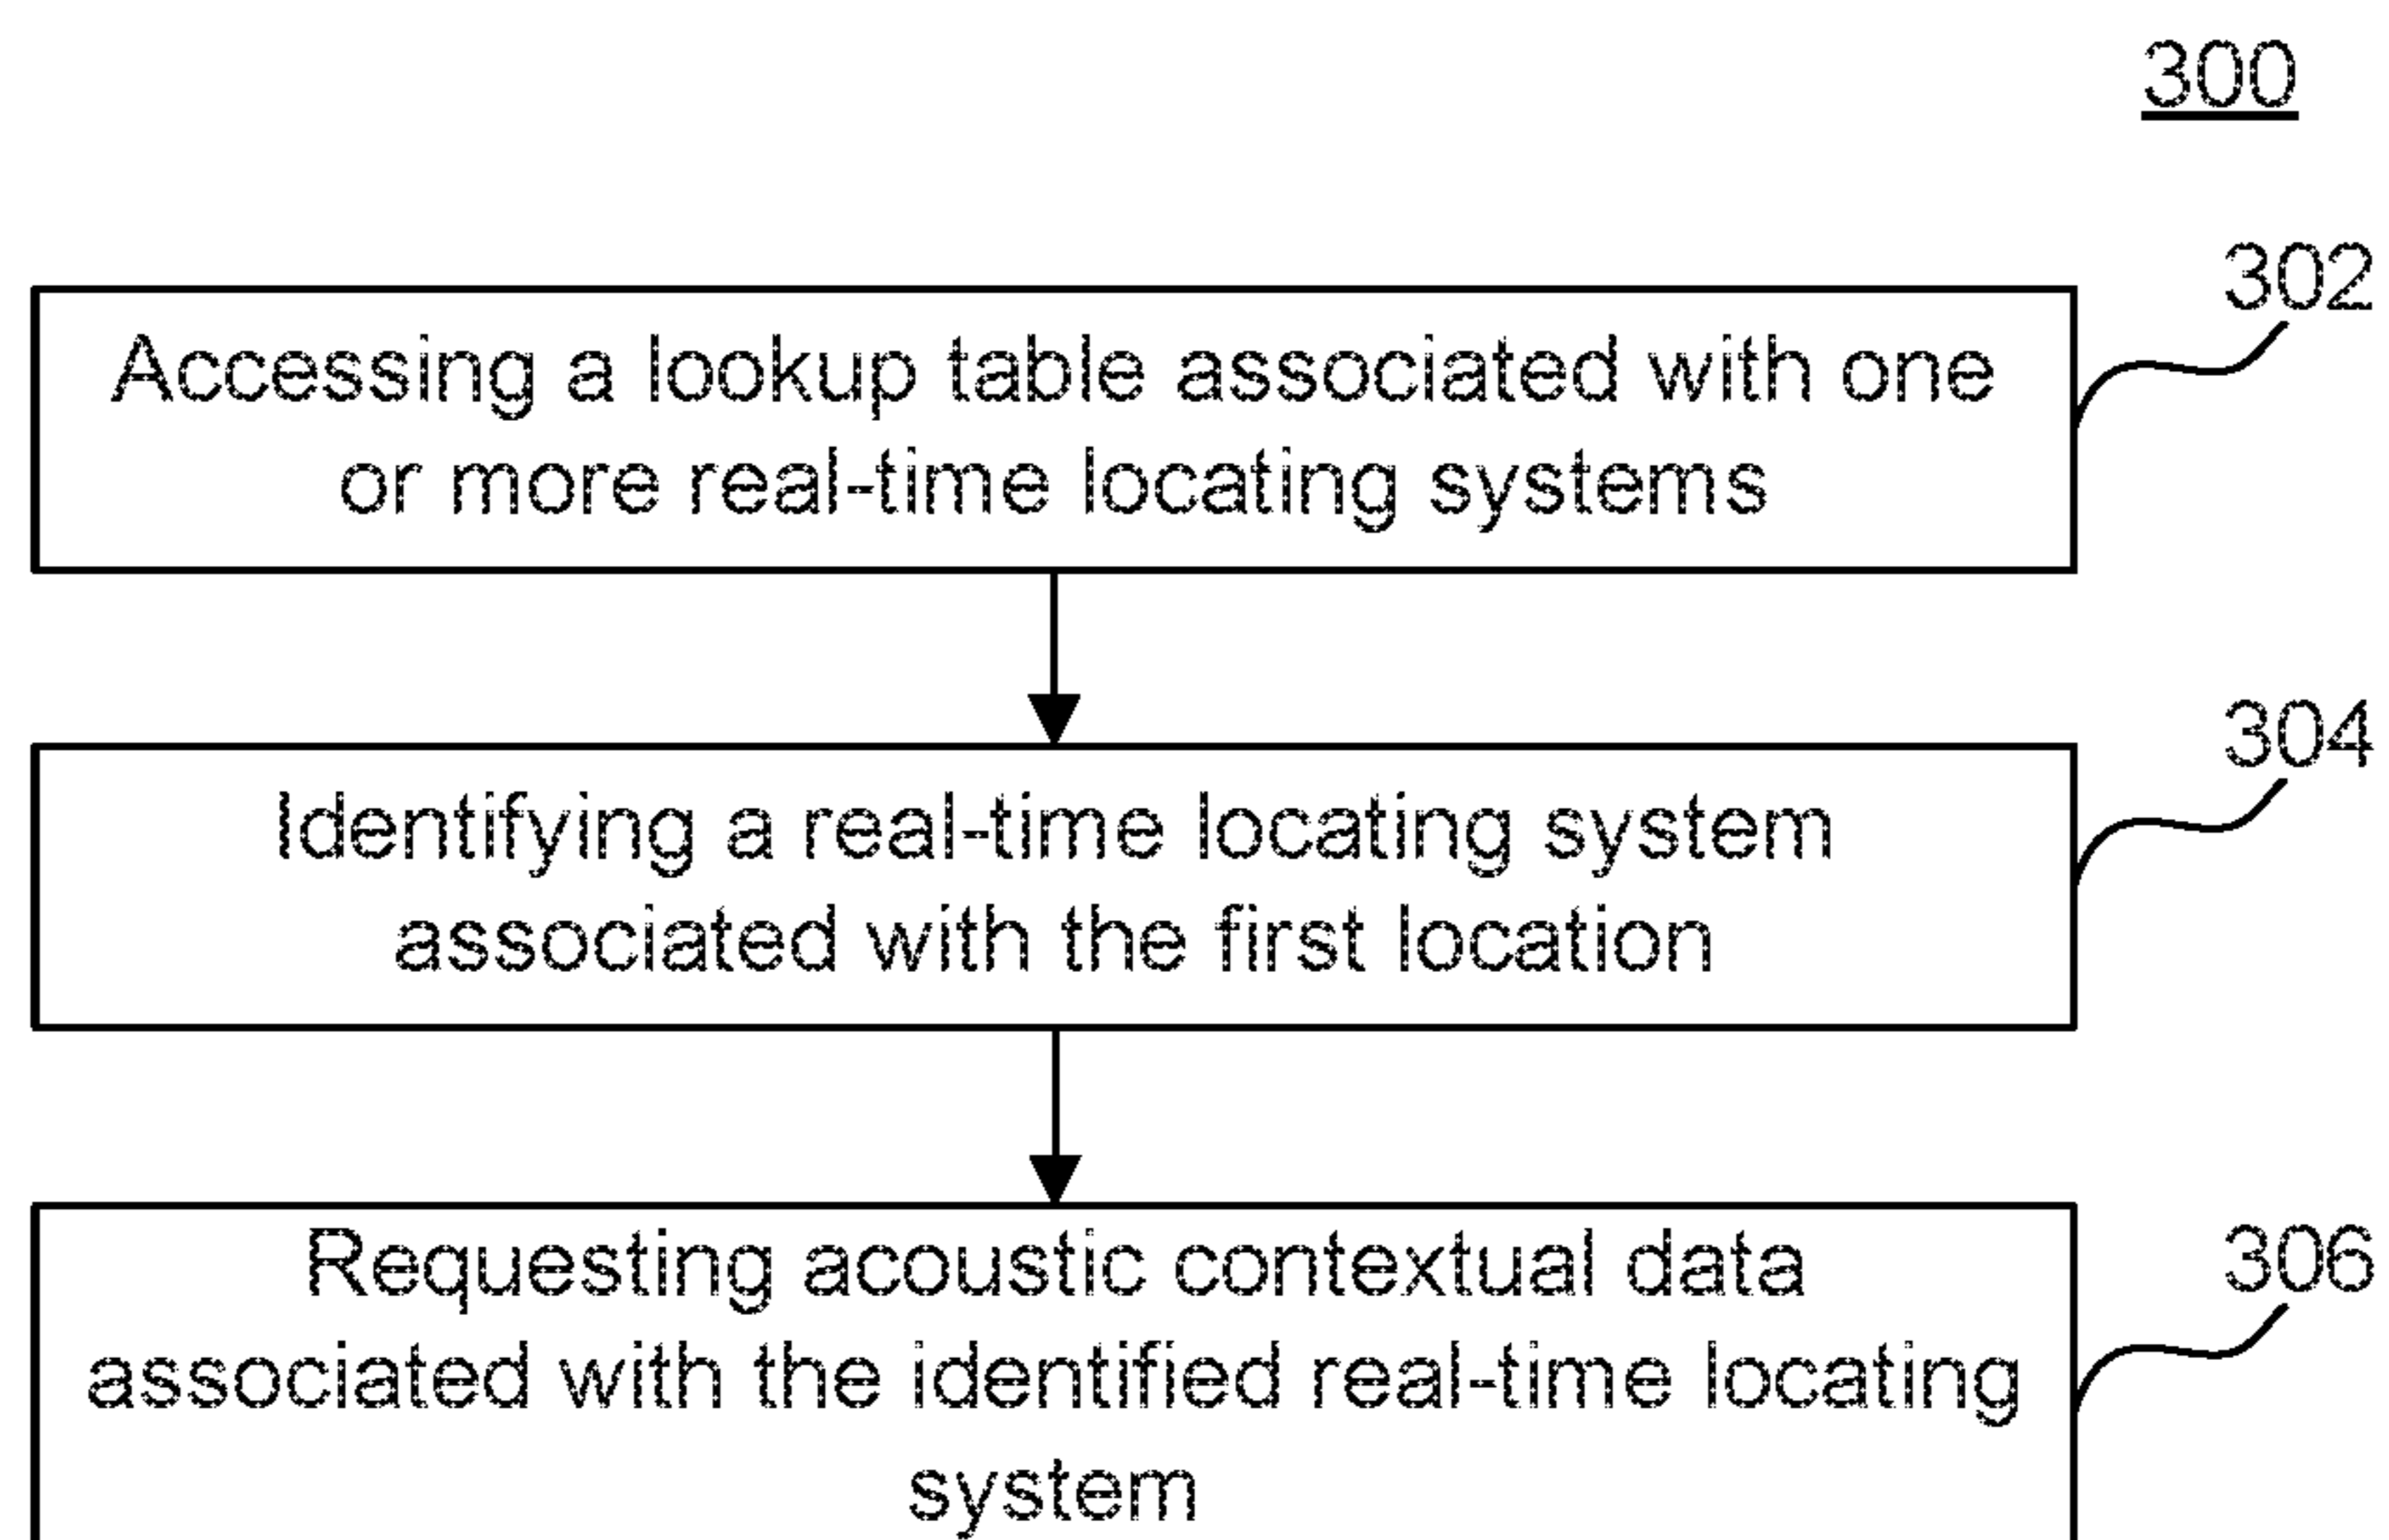 300
302
Accessing a lookup table associated with one
or more real-time locating systems
304
Identifying a real-time locating system
associated with the first location
306
Requesting acoustic contextual data
associated with the identified real-time locating
system